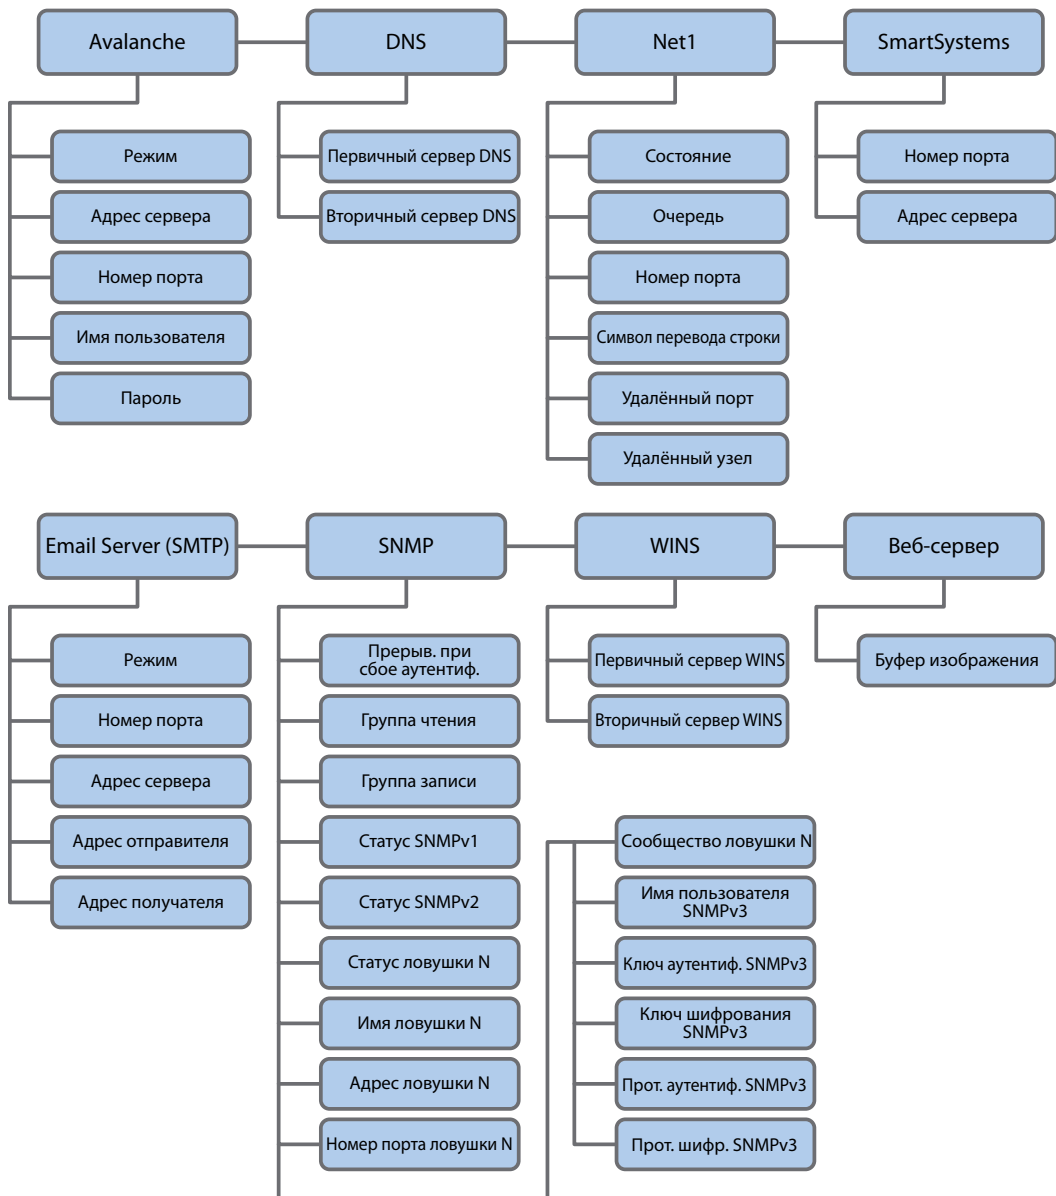 Avalanche
DNS
Net1
SmartSystems
Режим
Адрес сервера
Номер порта
Имя пользователя
Пароль
Первичный сервер DNS
Вторичный сервер DNS
Состояние
Очередь
Номер порта
Символ перевода строки
Удалённый порт
Удалённый узел
Номер порта
Адрес сервера
Email Server (SMTP)
SNMP
WINS
Веб-сервер
Режим
Номер порта
Адрес сервера
Адрес отправителя
Адрес получателя
Прерыв. при
сбое аутентиф.
Группа чтения
Группа записи
Статус SNMPv1
Статус SNMPv2
Статус ловушки N
Имя ловушки N
Адрес ловушки N
Номер порта ловушки N
Первичный сервер WINS
Вторичный сервер WINS
Буфер изображения
Сообщество ловушки N
Имя пользователя
SNMPv3
Ключ аутентиф. SNMPv3
Ключ шифрования
SNMPv3
Прот. аутентиф. SNMPv3
Прот. шифр. SNMPv3